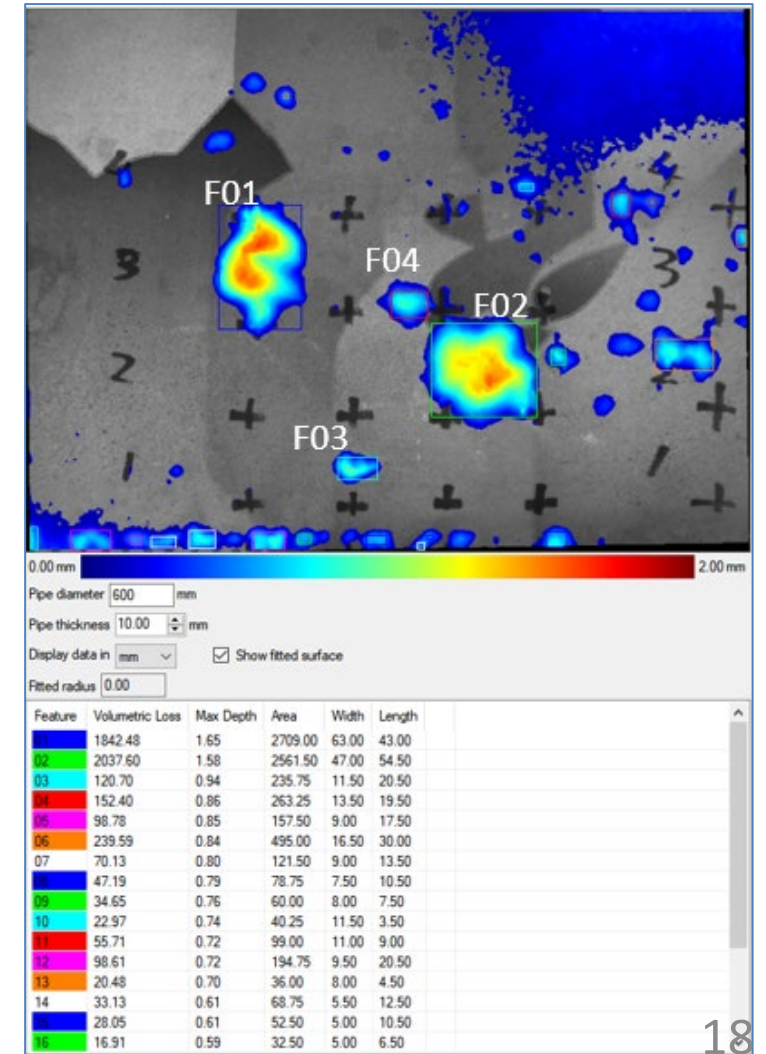 F01
3
F04
3
F02
2
2
F03
1
1
0.00 mm
2.00 mm
Pipe diameter 600 mm
Pipe thickness 10.00 mm
Display data in mm Show fitted surface
Fitted radius 0.00
Feature Volumetric Loss Max Depth Area Width Length
01 1842.48 1.65 2709.00 63.00 43.00
02 2037.60 1.58 2561.50 47.00 54.50
03 120.70 0.94 235.75 11.50 20.50
04 152.40 0.86 263.25 13.50 19.50
05 98.78 0.85 157.50 9.00 17.50
06 239.59 0.84 495.00 16.50 30.00
07 70.13 0.80 121.50 9.00 13.50
08 47.19 0.79 78.75 7.50 10.50
09 34.65 0.76 60.00 8.00 7.50
10 22.97 0.74 40.25 11.50 3.50
11 55.71 0.72 99.00 11.00 9.00
12 98.61 0.72 194.75 9.50 20.50
13 20.48 0.70 36.00 8.00 4.50
14 33.13 0.61 68.75 5.50 12.50
15 28.05 0.61 52.50 5.00 10.50
16 16.91 0.59 32.50 5.00 6.50
18